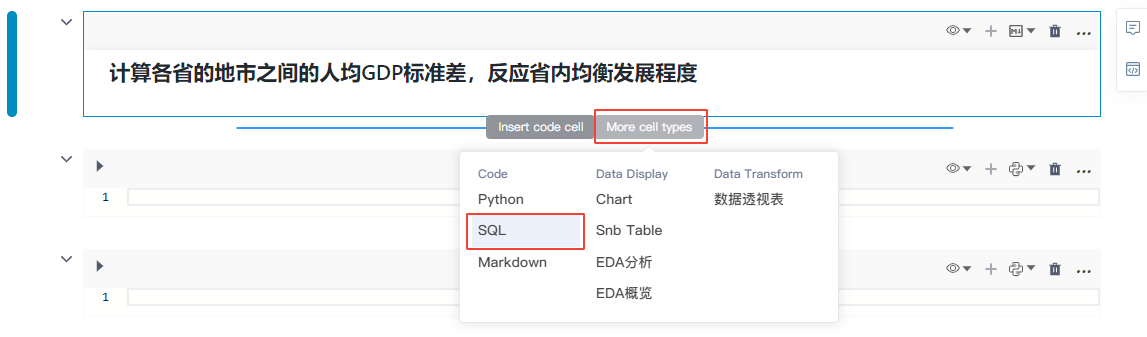 计算各省的地市之间的人均GDP标准差，反应省内均衡发展程度
Insert code cell
More cell types
Code
Data Display
Data Transform
Python
Chart
数据透视表
SQL
Snb Table
Markdown
EDA分析
EDA概览
1
1